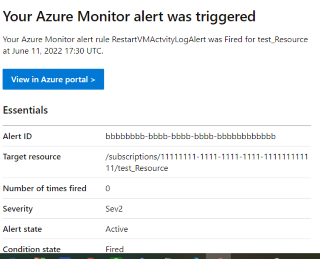 Your Azure Monitor alert was triggered
Your Azure Monitor alert rule RestartVMActvityLogAlert was Fired for test_Resource
at June 11, 2022 17:30 UTC.
View in Azure portal >
Essentials
Alert ID bbbbbbbb-bbbb-bbbb-bbbb-bbbbbbbbbbbb
Target resource /subscriptions/11111111-1111-1111-1111-1111111111
11/test_Resource
Number of times fired 0
Severity Sev2
Alert state Active
Condition state Fired